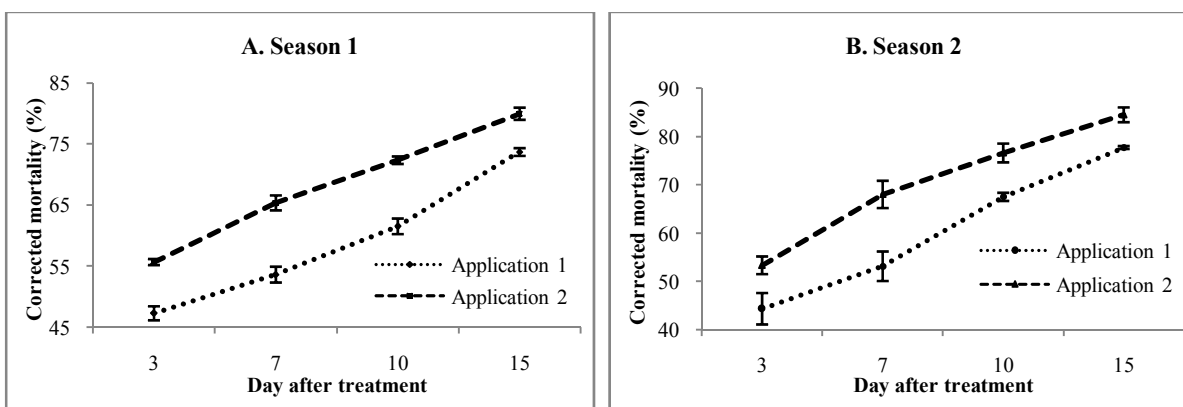 A. Season 1
Corrected mortality (%)
85
75
65
55
45
Application 1
Application 2
3 7 10 15
Day after treatment
B. Season 2
Corrected mortality (%)
90
80
70
60
50
40
Application 1
Application 2
3 7 10 15
Day after treatment